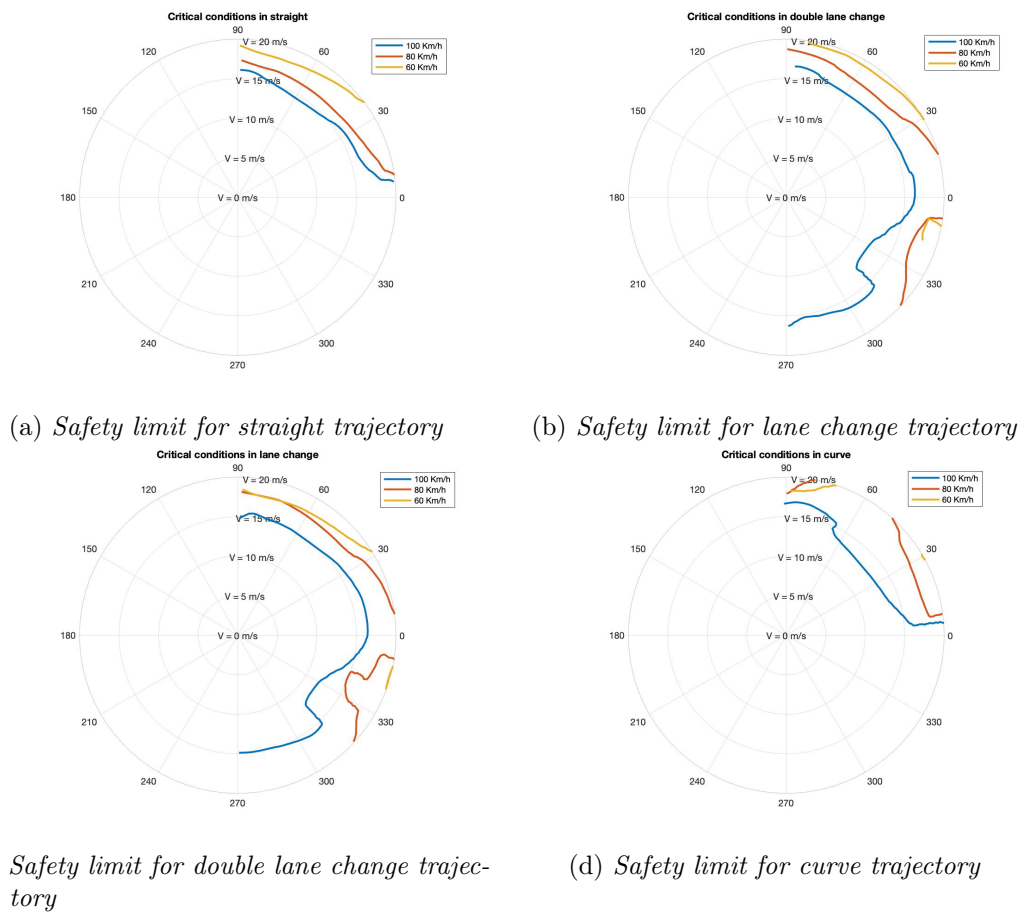 Critical conditions in straight
90
V = 20 m/s
120
60
100 Km/h
80 Km/h
60 Km/h
V = 15 m/s
150
30
V = 10 m/s
V = 5 m/s
180
V = 0 m/s
0
210
330
240
300
270
(a) Safety limit for straight trajectory
Critical conditions in double lane change
90
V = 20 m/s
120
60
100 Km/h
80 Km/h
60 Km/h
V = 15 m/s
150
30
V = 10 m/s
V = 5 m/s
180
V = 0 m/s
0
210
330
240
300
270
(b) Safety limit for lane change trajectory
Critical conditions in lane change
90
V = 20 m/s
120
60
100 Km/h
80 Km/h
60 Km/h
V = 15 m/s
150
30
V = 10 m/s
V = 5 m/s
180
V = 0 m/s
0
210
330
240
300
270
Safety limit for double lane change trajec-
tory
Critical conditions in curve
90
V = 20 m/s
120
60
100 Km/h
80 Km/h
60 Km/h
V = 15 m/s
150
30
V = 10 m/s
V = 5 m/s
180
V = 0 m/s
0
210
330
240
300
270
(d) Safety limit for curve trajectory